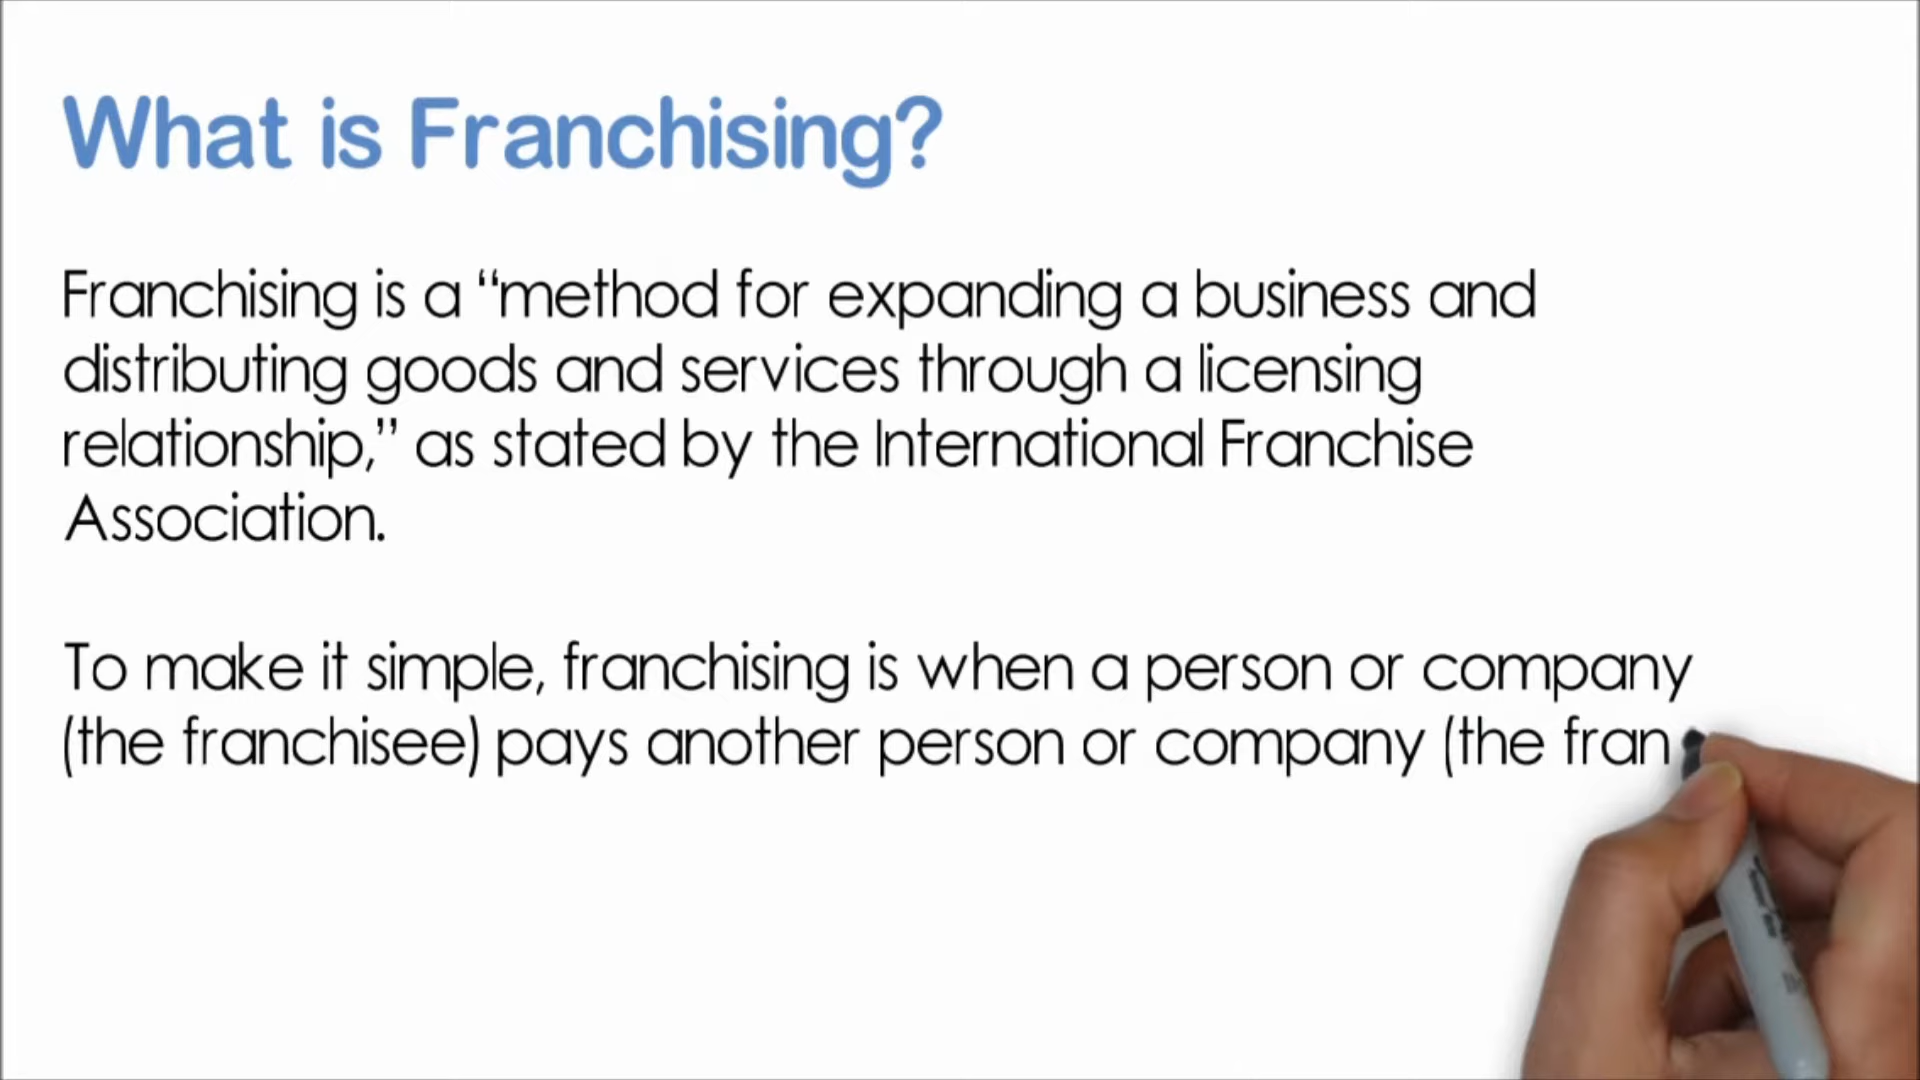 What is Franchising?
Franchising is a “method for expanding a business and
distributing goods and services through a licensing
relationship,” as stated by the International Franchise
Association.
To make it simple, franchising is when a person or company
(the franchisee) pays another person or company (the fran